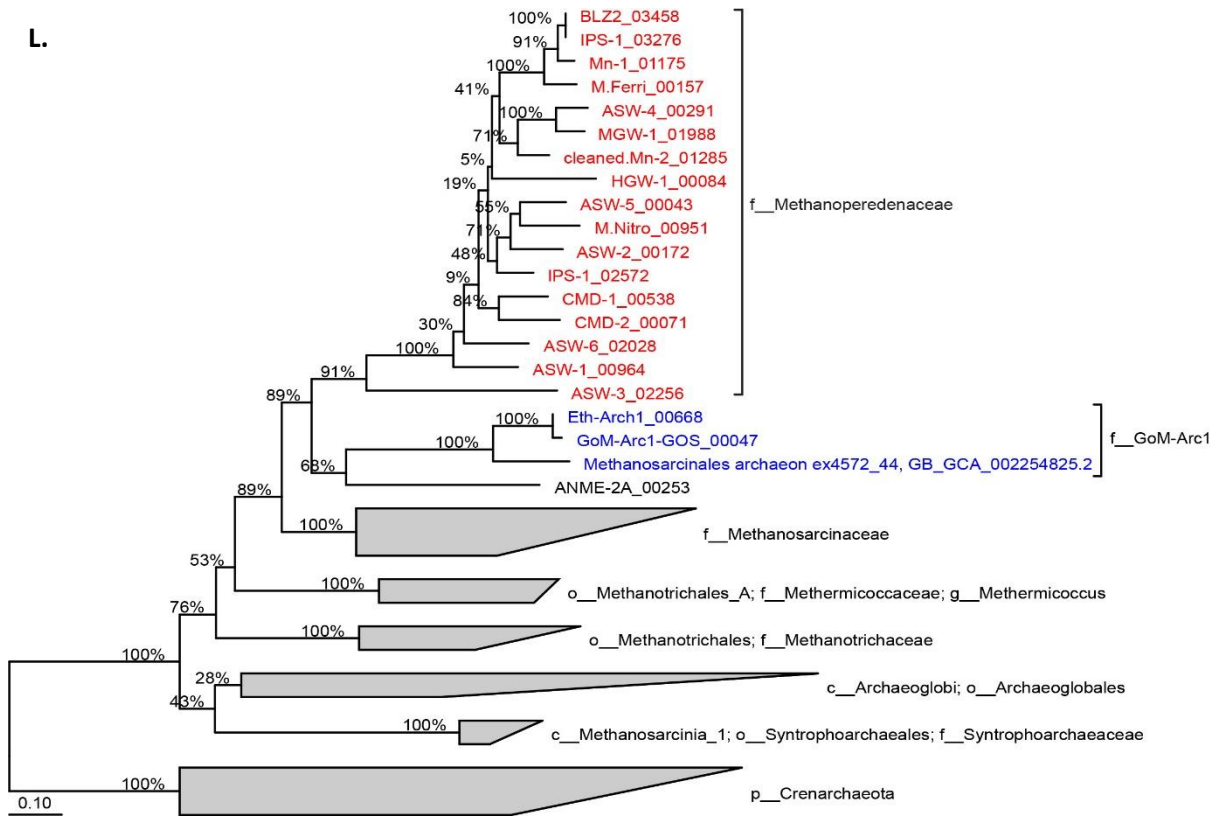 L.
100%
BLZ2_03458
IPS-1_03276
91%
Mn-1_01175
100%
M.Ferri_00157
41%
100%
ASW-4_00291
MGW-1_01988
71%
cleaned.Mn-2_01285
5%
HGW-1_00084
19%
55%
ASW-5_00043
f__Methanoperedenaceae
M.Nitro_00951
71%
ASW-2_00172
48%
IPS-1_02572
9%
84%
CMD-1_00538
CMD-2_00071
30%
ASW-6_02028
100%
ASW-1_00964
91%
ASW-3_02256
89%
100%
Eth-Arch1_00668
100%
GoM-Arc1-GOS_00047
f__GoM-Arc1
Methanosarcinales archaeon ex4572_44, GB_GCA_002254825.2
68%
ANME-2A_00253
89%
100%
f__Methanosarcinaceae
53%
100%
o__Methanotrichales_A; f__Methermicoccaceae; g__Methermicoccus
76%
100%
o__Methanotrichales; f__Methanotrichaceae
100%
28%
c__Archaeoglobi; o__Archaeoglobales
43%
100%
c__Methanosarcinia_1; o__Syntrophoarchaeales; f__Syntrophoarchaeaceae
100%
p__Crenarchaeota
0.10